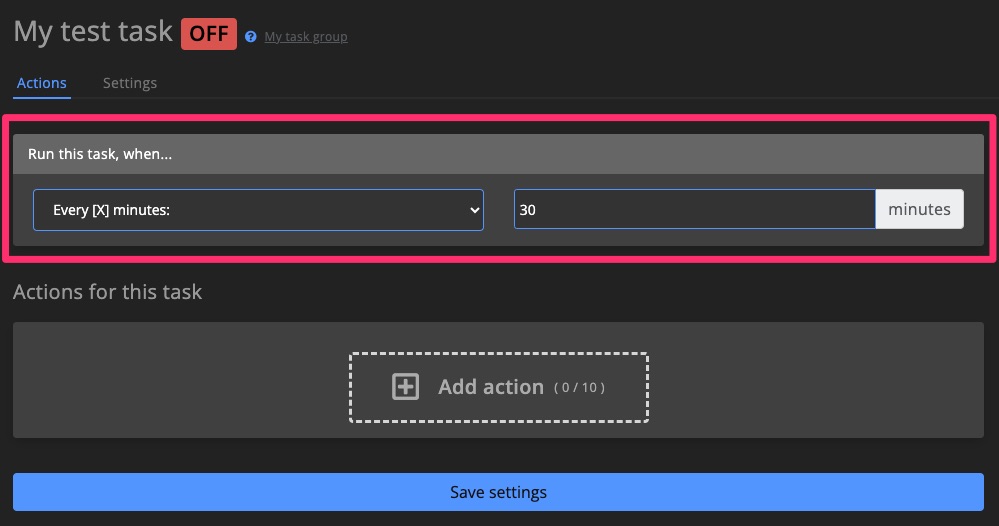 My test task OFF ? My task group
Actions Settings
Run this task, when...
Every [X] minutes: 30 minutes
Actions for this task
Add action ( 0 / 10 )
Save settings